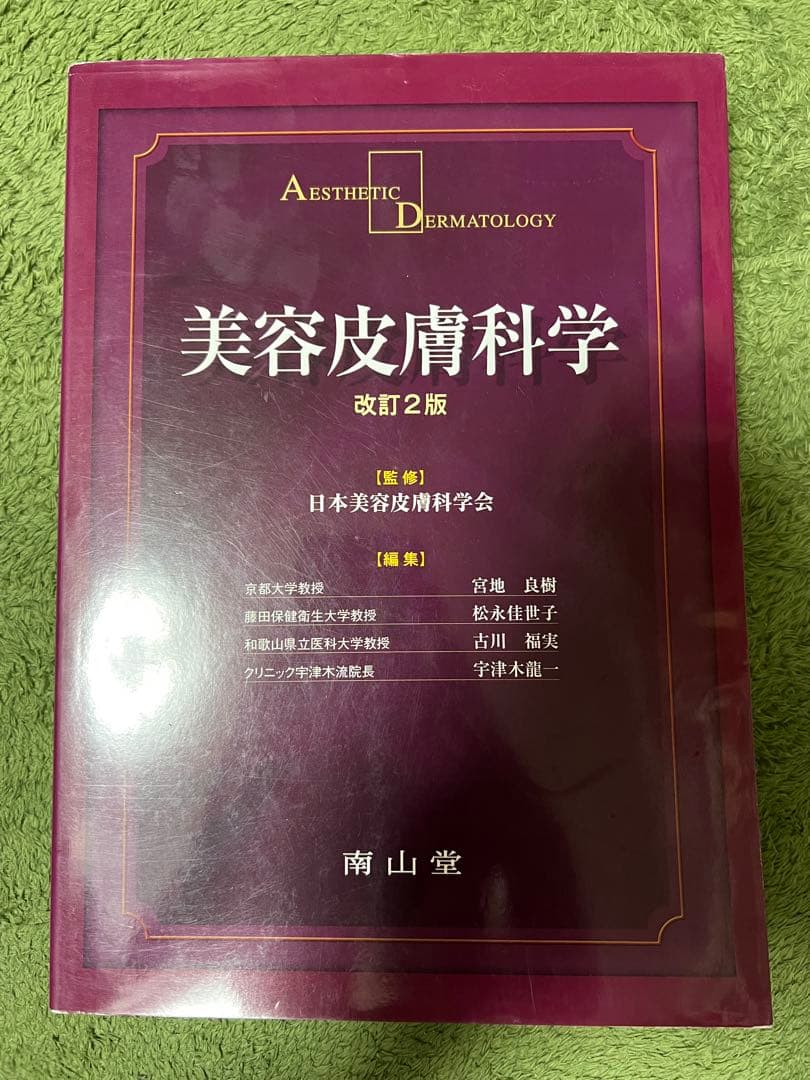 AESTHETIC
DERMATOLOGY
美容皮膚科学
改訂2版
【監修】
日本美容皮膚科学会
【編集】
京都大学教授 宮地 良樹
藤田保健衛生大学教授 松永佳世子
和歌山県立医科大学教授 古川 福実
クリニック宇津木流院長 宇津木龍一
南山堂